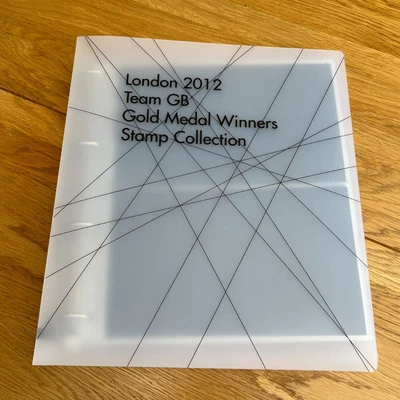 London 2012
Team GB
Gold Medal Winners
Stamp Collection